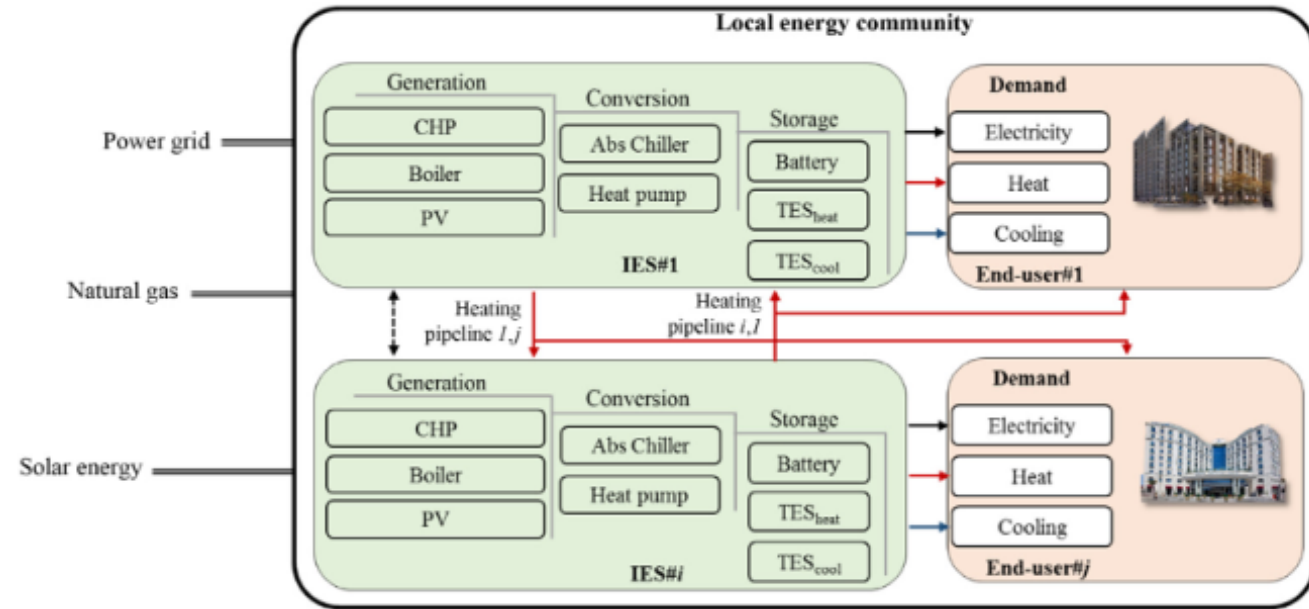 Local energy community
Power grid
Natural gas
Solar energy
Generation
CHP
Boiler
PV
Conversion
Abs Chiller
Heat pump
Storage
Battery
TESheat
TEScool
IES#1
Demand
Electricity
Heat
Cooling
End-user#1
Heating
pipeline 1,j
Heating
pipeline i,1
Generation
CHP
Boiler
PV
Conversion
Abs Chiller
Heat pump
Storage
Battery
TESheat
TEScool
IES#i
Demand
Electricity
Heat
Cooling
End-user#j